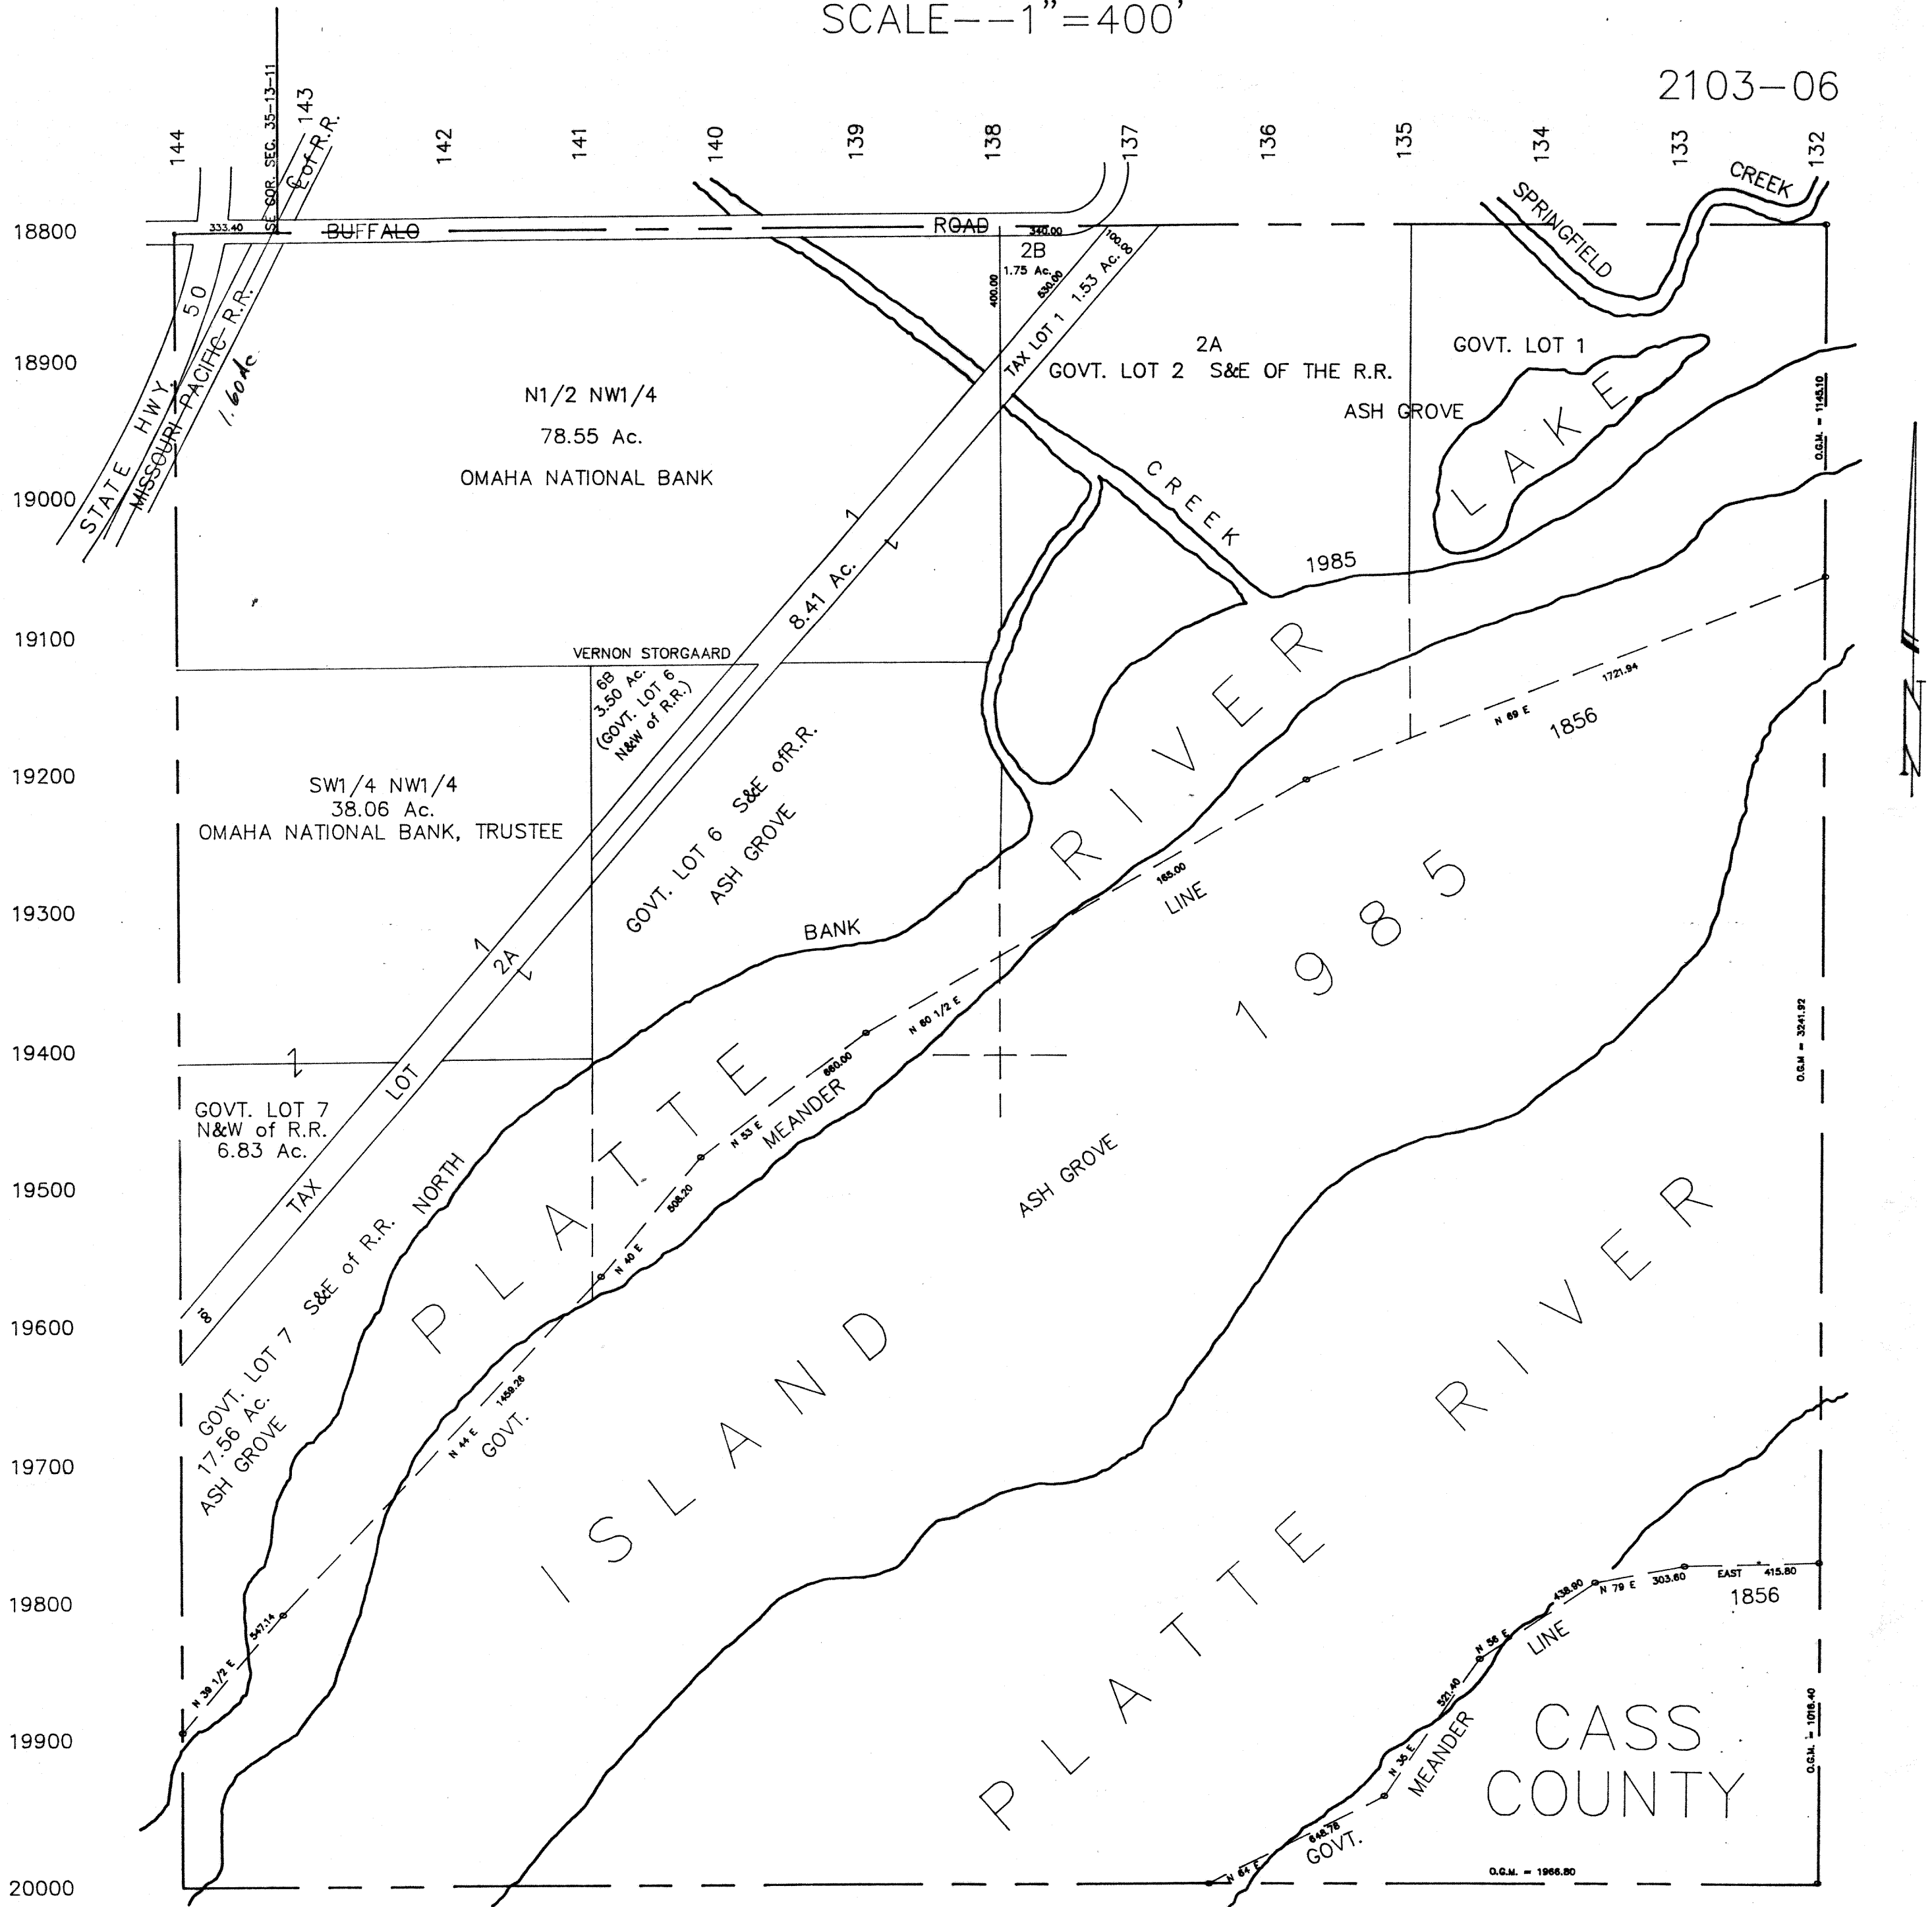 SCALE--1"=400'
2103-06
144
SE COR. SEC. 35-13-11
143
℄ of R.R.
142
141
140
139
138
137
136
135
134
133
132
SPRINGFIELD
CREEK
18800
333.40
BUFFALO
ROAD
340.00
100.00
2B
1.75 Ac.
400.00
530.00
TAX LOT 1 1.53 Ac.
STATE HWY. 50
MISSOURI PACIFIC R.R.
1.60 Ac
18900
2A
GOVT. LOT 2 S&E OF THE R.R.
GOVT. LOT 1
ASH GROVE
LAKE
O.G.M. = 1145.10
N1/2 NW1/4
78.55 Ac.
OMAHA NATIONAL BANK
19000
CREEK
1985
N
8.41 Ac.
19100
VERNON STORGAARD
6B
3.50 Ac.
(GOVT. LOT 6
N&W of R.R.)
1721.94
N 69 E
1856
19200
SW1/4 NW1/4
38.06 Ac.
OMAHA NATIONAL BANK, TRUSTEE
GOVT. LOT 6 S&E of R.R.
ASH GROVE
RIVER
165.00
LINE
1985
19300
BANK
2A
N 60 1/2 E
O.G.M = 3241.92
19400
PLATTE
660.00
N 53 E
MEANDER
GOVT. LOT 7
N&W of R.R.
6.83 Ac.
TAX LOT
ASH GROVE
19500
NORTH
508.20
N 40 E
GOVT. LOT 7 S&E of R.R.
17.56 Ac.
ASH GROVE
19600
ISLAND
1459.26
N 44 E
GOVT.
RIVER
19700
19800
547.14
N 39 1/2 E
PLATTE
438.90
N 79 E
303.60
EAST
415.80
1856
N 56 E
LINE
521.40
N 35 E
MEANDER
19900
CASS
COUNTY
O.G.M. = 1016.40
648.78
N 64 E
GOVT.
O.G.M. = 1966.80
20000